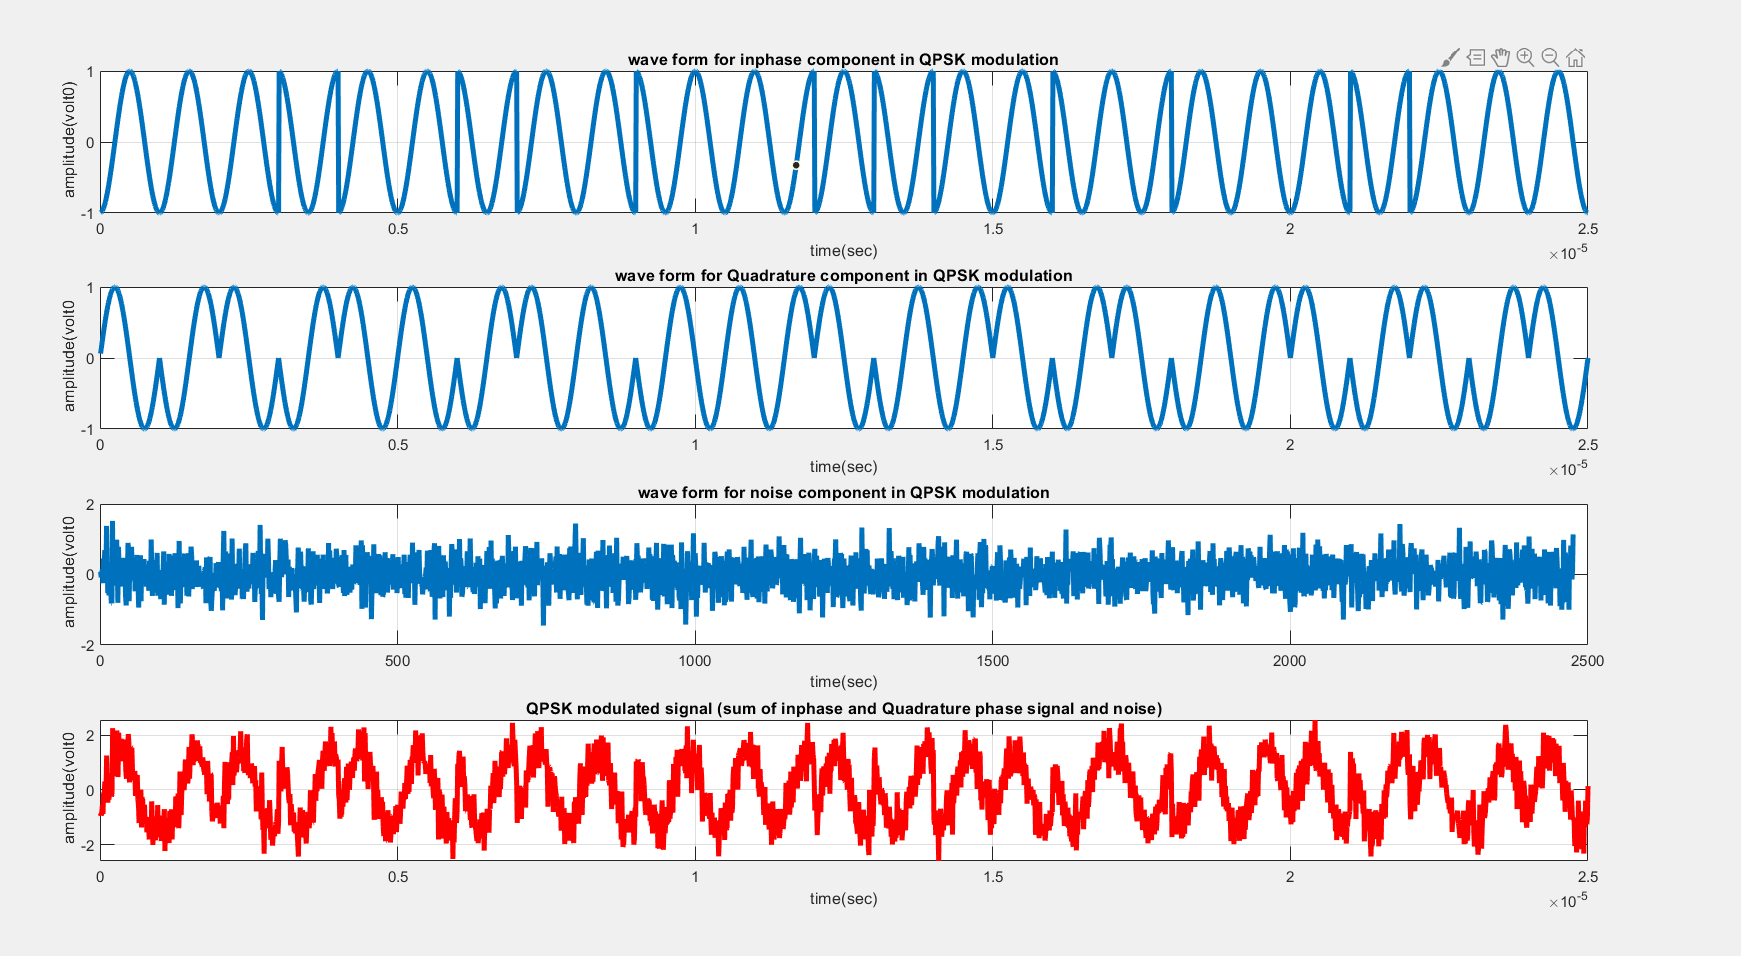 wave form for inphase component in QPSK modulation
amplitude(volt0)
1
0
-1
0 0.5 1 1.5 2 2.5
time(sec)
×10-5
wave form for Quadrature component in QPSK modulation
amplitude(volt0
1
0
-1
0 0.5 1 1.5 2 2.5
time(sec)
×10-5
wave form for noise component in QPSK modulation
amplitude(volt0
2
0
-2
0 500 1000 1500 2000 2500
time(sec)
QPSK modulated signal (sum of inphase and Quadrature phase signal and noise)
amplitude(volt0
2
0
-2
0 0.5 1 1.5 2 2.5
time(sec)
×10-5